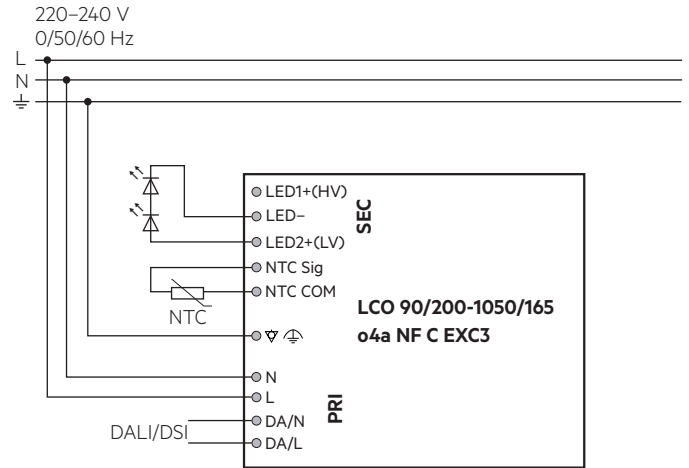 220–240 V
0/50/60 Hz
L
N
LED1+(HV)
LED–
LED2+(LV)
SEC
NTC Sig
NTC COM
NTC
LCO 90/200-1050/165
o4a NF C EXC3
N
L
PRI
DA/N
DALI/DSI
DA/L